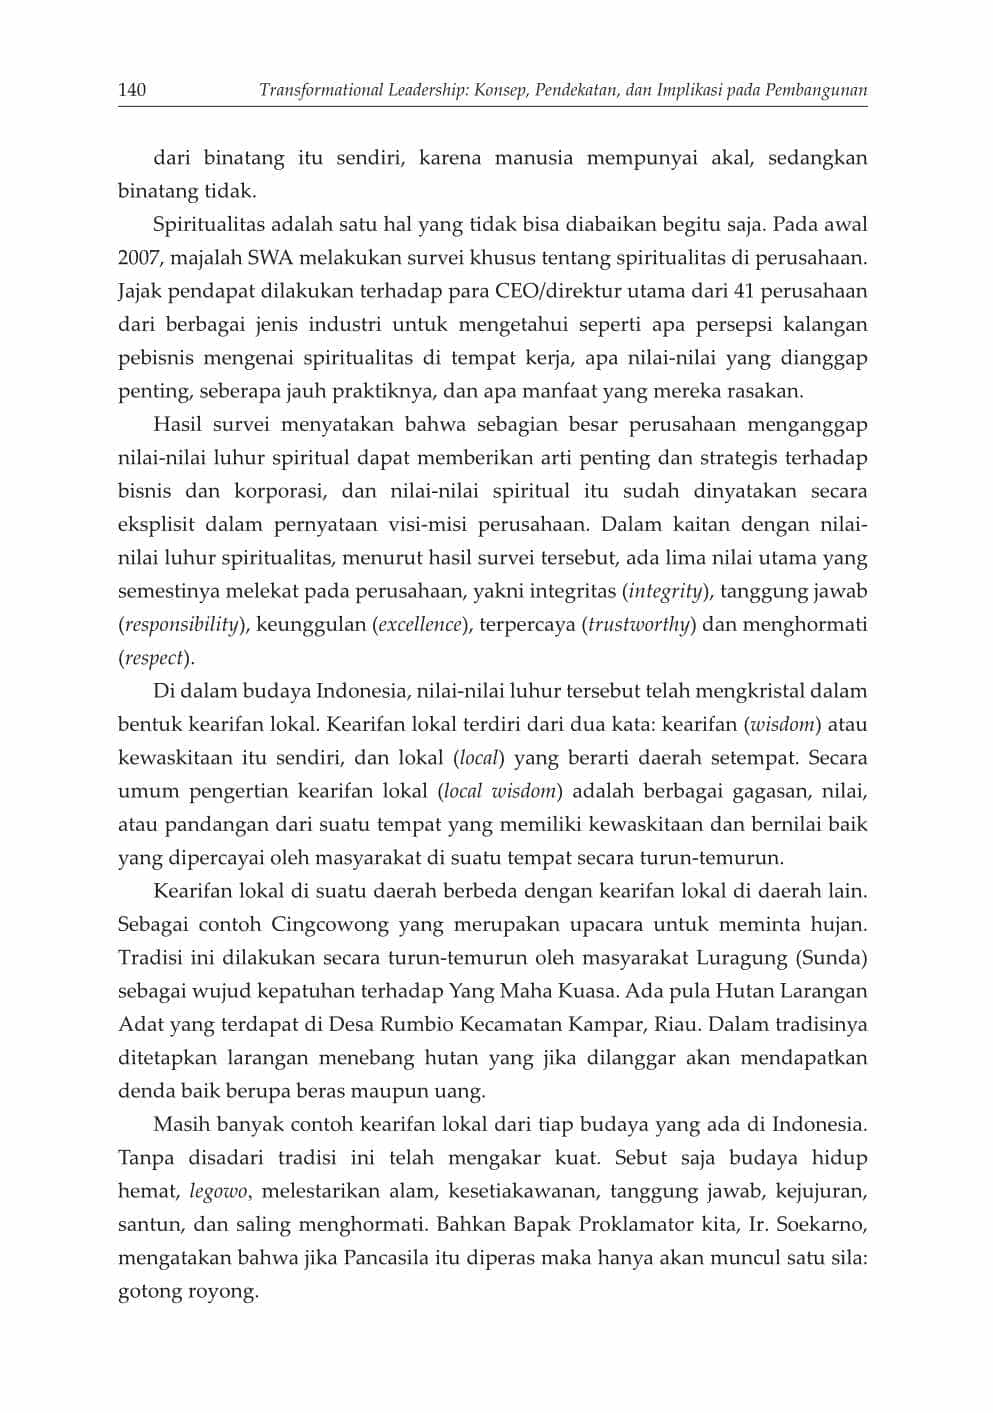 140 Transformational Leadership: Konsep, Pendekatan, dan Implikasi pada Pembangunan
dari binatang itu sendiri, karena manusia mempunyai akal, sedangkan
binatang tidak.
Spiritualitas adalah satu hal yang tidak bisa diabaikan begitu saja. Pada awal
2007, majalah SWA melakukan survei khusus tentang spiritualitas di perusahaan.
Jajak pendapat dilakukan terhadap para CEO/direktur utama dari 41 perusahaan
dari berbagai jenis industri untuk mengetahui seperti apa persepsi kalangan
pebisnis mengenai spiritualitas di tempat kerja, apa nilai-nilai yang dianggap
penting, seberapa jauh praktiknya, dan apa manfaat yang mereka rasakan.
Hasil survei menyatakan bahwa sebagian besar perusahaan menganggap
nilai-nilai luhur spiritual dapat memberikan arti penting dan strategis terhadap
bisnis dan korporasi, dan nilai-nilai spiritual itu sudah dinyatakan secara
eksplisit dalam pernyataan visi-misi perusahaan. Dalam kaitan dengan nilai-
nilai luhur spiritualitas, menurut hasil survei tersebut, ada lima nilai utama yang
semestinya melekat pada perusahaan, yakni integritas (integrity), tanggung jawab
(responsibility), keunggulan (excellence), terpercaya (trustworthy) dan menghormati
(respect).
Di dalam budaya Indonesia, nilai-nilai luhur tersebut telah mengkristal dalam
bentuk kearifan lokal. Kearifan lokal terdiri dari dua kata: kearifan (wisdom) atau
kewaskitaan itu sendiri, dan lokal (local) yang berarti daerah setempat. Secara
umum pengertian kearifan lokal (local wisdom) adalah berbagai gagasan, nilai,
atau pandangan dari suatu tempat yang memiliki kewaskitaan dan bernilai baik
yang dipercayai oleh masyarakat di suatu tempat secara turun-temurun.
Kearifan lokal di suatu daerah berbeda dengan kearifan lokal di daerah lain.
Sebagai contoh Cingcowong yang merupakan upacara untuk meminta hujan.
Tradisi ini dilakukan secara turun-temurun oleh masyarakat Luragung (Sunda)
sebagai wujud kepatuhan terhadap Yang Maha Kuasa. Ada pula Hutan Larangan
Adat yang terdapat di Desa Rumbio Kecamatan Kampar, Riau. Dalam tradisinya
ditetapkan larangan menebang hutan yang jika dilanggar akan mendapatkan
denda baik berupa beras maupun uang.
Masih banyak contoh kearifan lokal dari tiap budaya yang ada di Indonesia.
Tanpa disadari tradisi ini telah mengakar kuat. Sebut saja budaya hidup
hemat, legowo, melestarikan alam, kesetiakawanan, tanggung jawab, kejujuran,
santun, dan saling menghormati. Bahkan Bapak Proklamator kita, Ir. Soekarno,
mengatakan bahwa jika Pancasila itu diperas maka hanya akan muncul satu sila:
gotong royong.